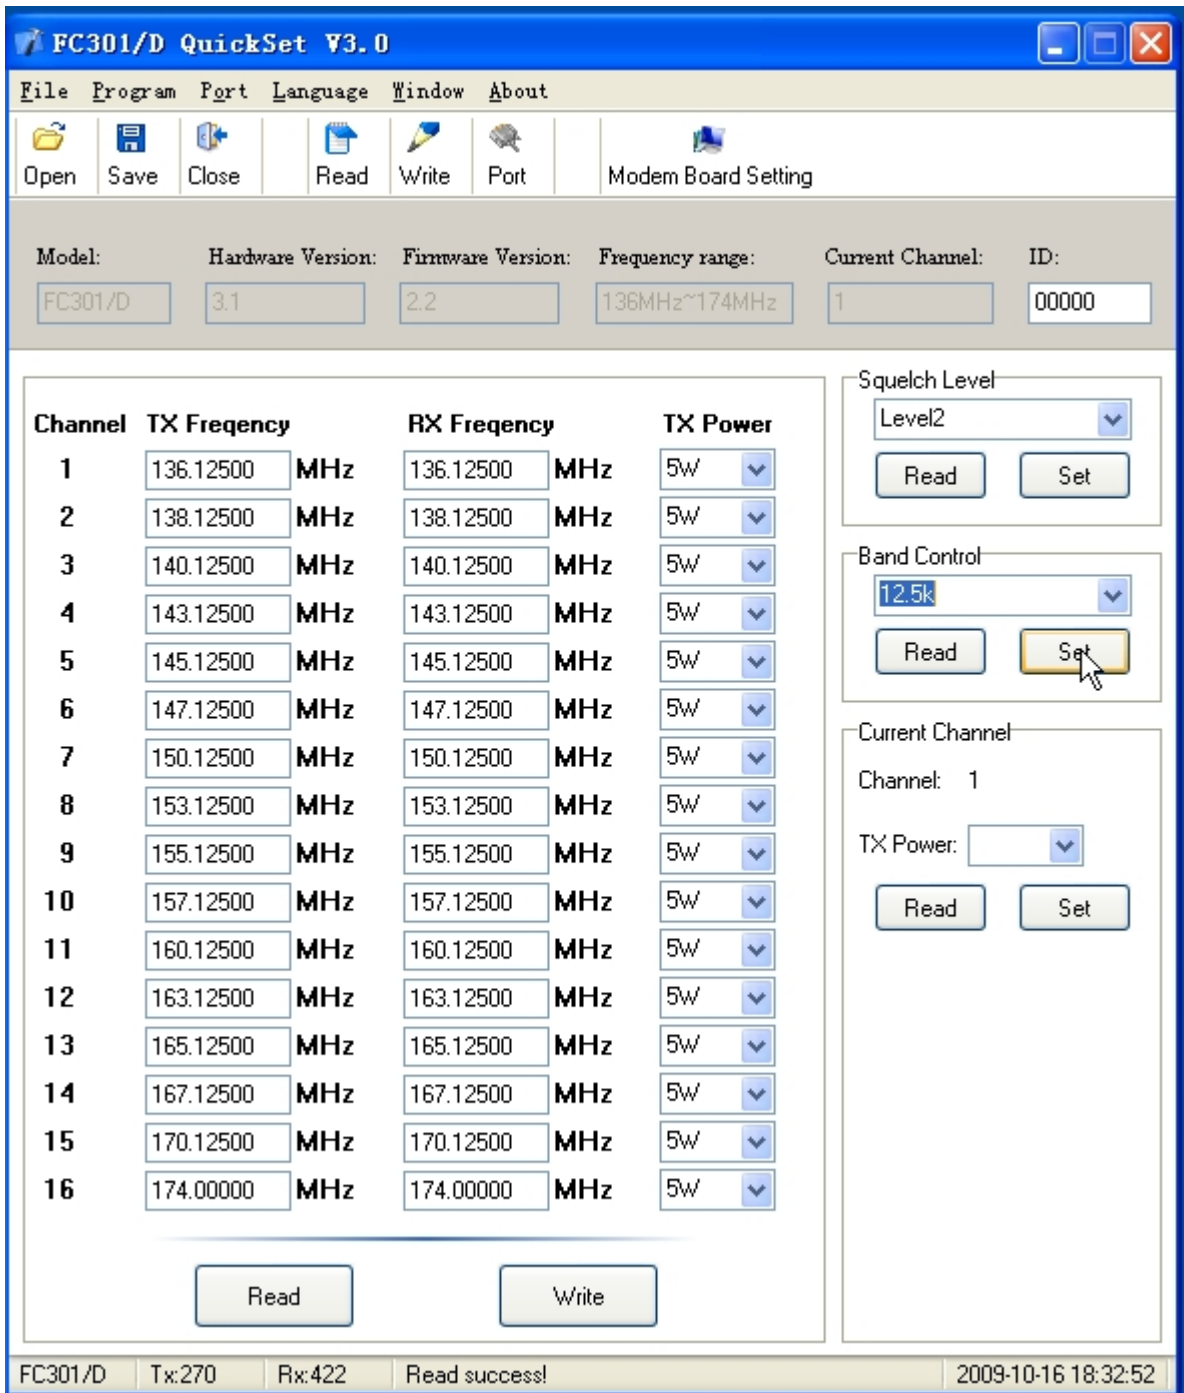 FC301/D QuickSet V3.0
File Program Port Language Window About
Open Save Close Read Write Port Modem Board Setting
Model: Hardware Version: Firmware Version: Frequency range: Current Channel: ID:
FC301/D 3.1 2.2 136MHz~174MHz 1 00000
Channel TX Freqency RX Freqency TX Power
1 136.12500 MHz 136.12500 MHz 5W
2 138.12500 MHz 138.12500 MHz 5W
3 140.12500 MHz 140.12500 MHz 5W
4 143.12500 MHz 143.12500 MHz 5W
5 145.12500 MHz 145.12500 MHz 5W
6 147.12500 MHz 147.12500 MHz 5W
7 150.12500 MHz 150.12500 MHz 5W
8 153.12500 MHz 153.12500 MHz 5W
9 155.12500 MHz 155.12500 MHz 5W
10 157.12500 MHz 157.12500 MHz 5W
11 160.12500 MHz 160.12500 MHz 5W
12 163.12500 MHz 163.12500 MHz 5W
13 165.12500 MHz 165.12500 MHz 5W
14 167.12500 MHz 167.12500 MHz 5W
15 170.12500 MHz 170.12500 MHz 5W
16 174.00000 MHz 174.00000 MHz 5W
Read Write
Squelch Level
Level2
Read Set
Band Control
12.5k
Read Set
Current Channel
Channel: 1
TX Power:
Read Set
FC301/D Tx:270 Rx:422 Read success! 2009-10-16 18:32:52